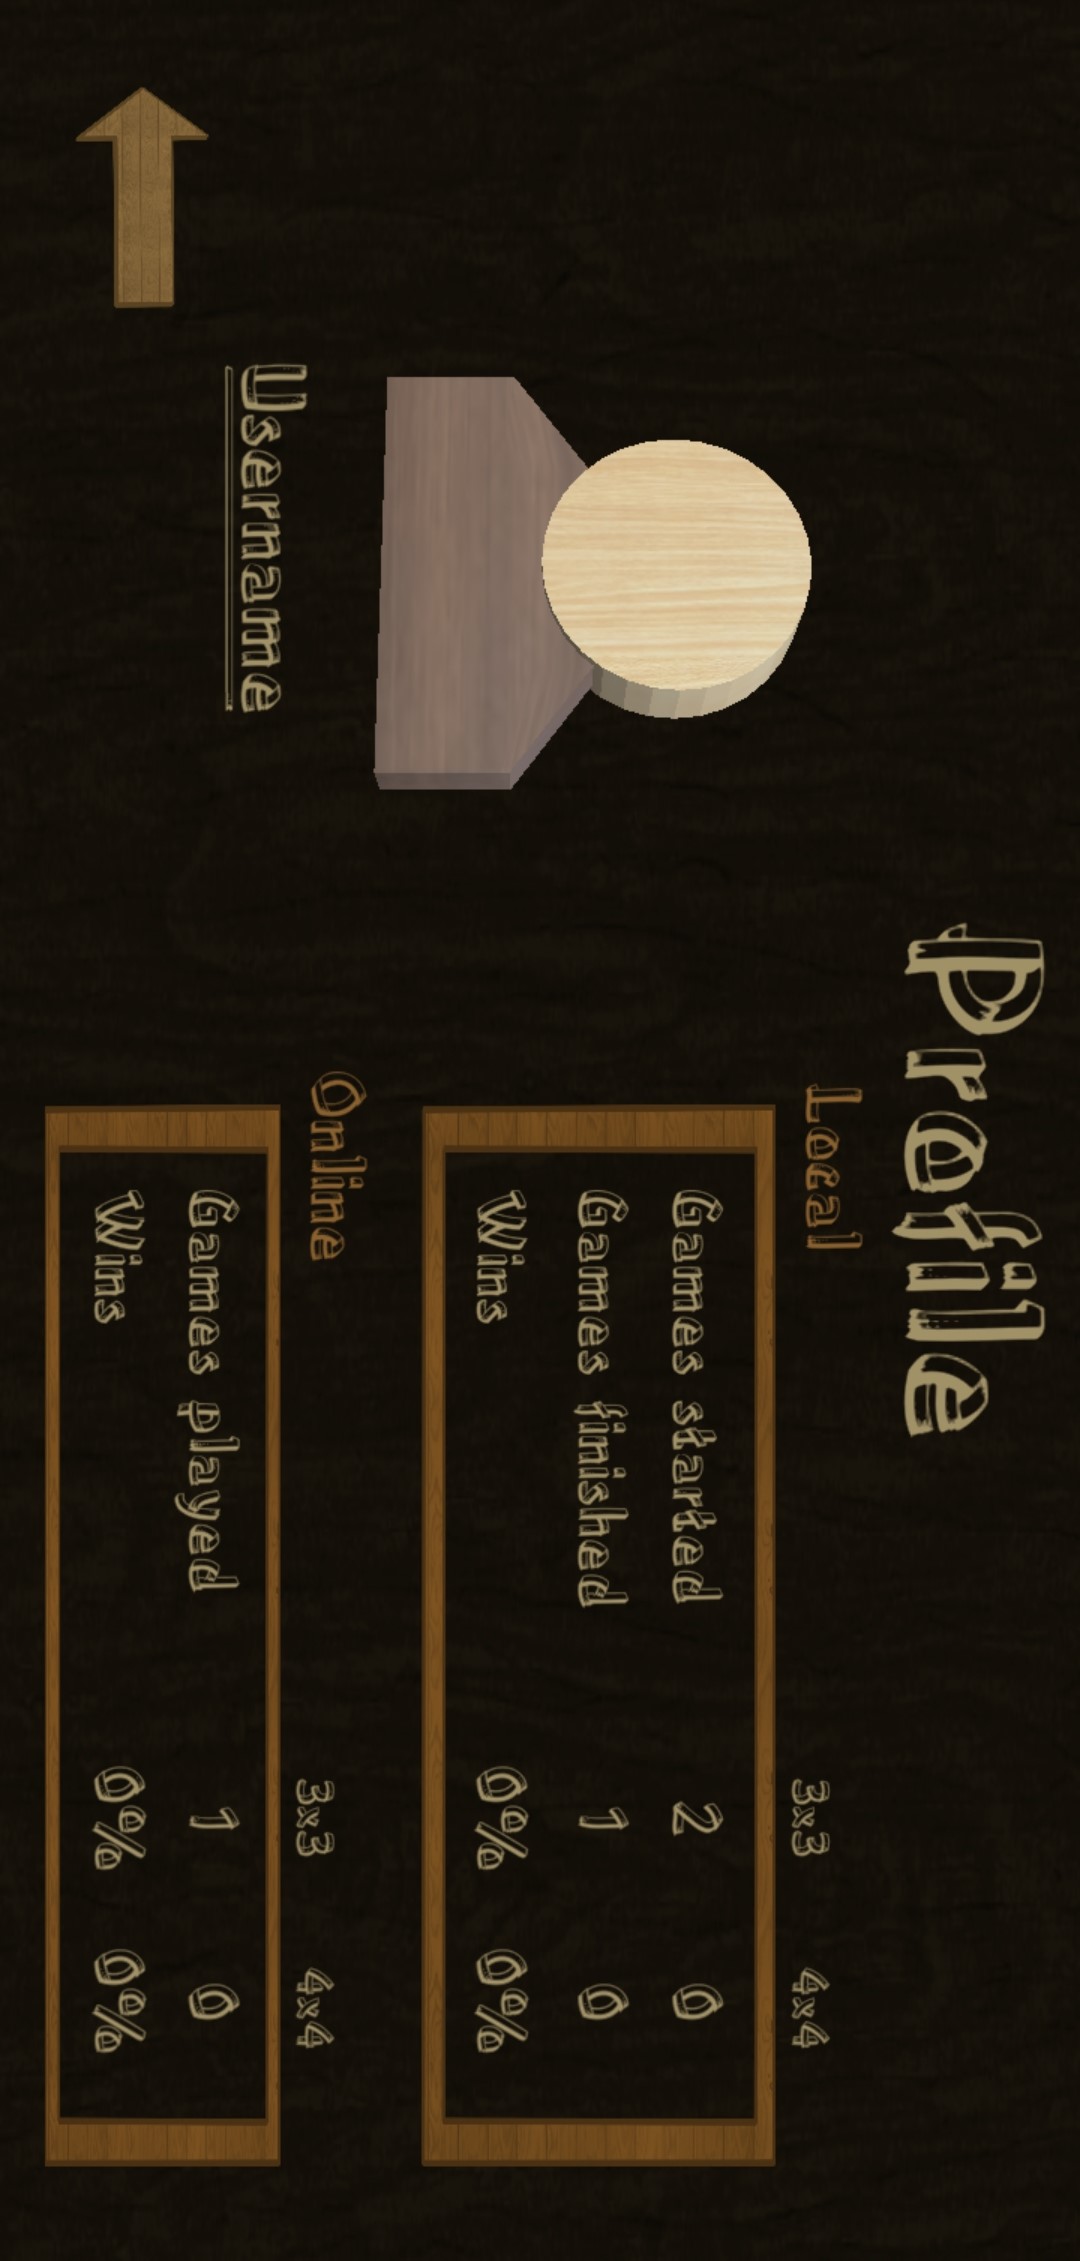 Profile
Local
3x3 4x4
Games started 2 0
Games finished 1 0
Wins 0% 0%
Online
3x3 4x4
Games played 1 0
Wins 0% 0%
Username